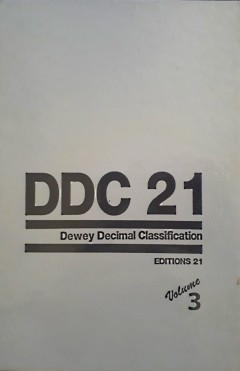 DDC 21
Dewey Decimal Classification
EDITIONS 21
Volume
3